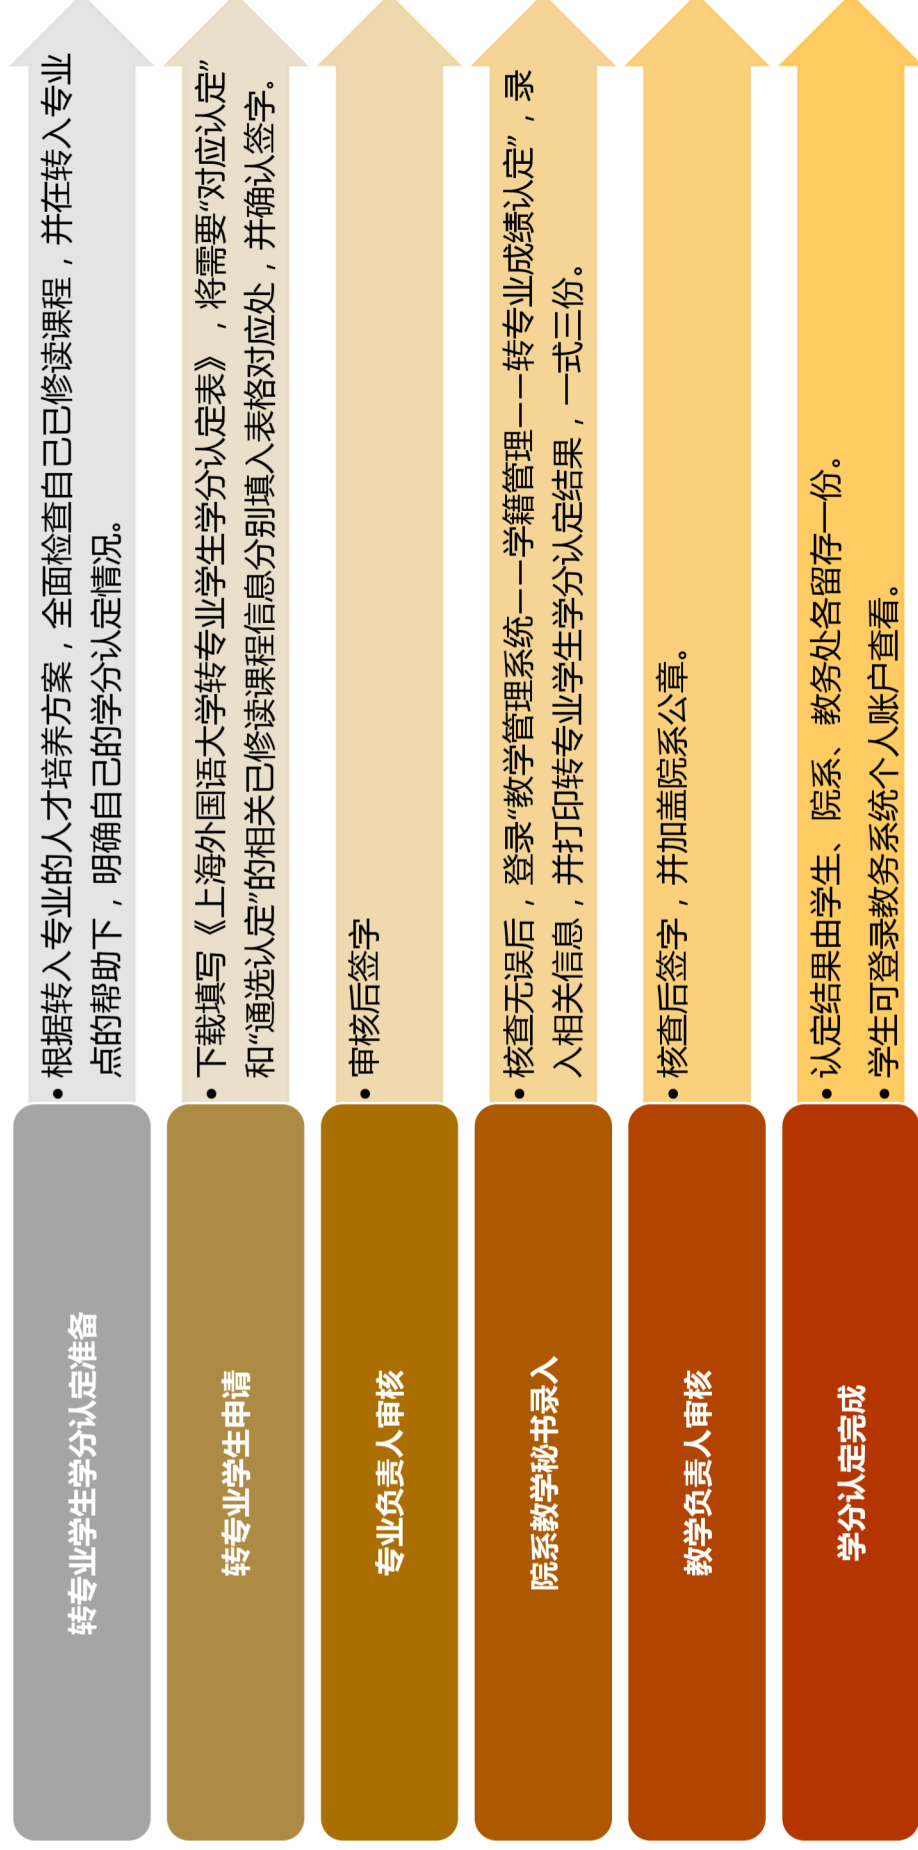 转专业学生学分认定准备
• 根据转入专业的人才培养方案，全面检查自己已修读课程，并在转入专业
点的帮助下，明确自己的学分认定情况。
转专业学生申请
• 下载填写《上海外国语大学转专业学生学分认定表》，将需要“对应认定”
和“通选认定”的相关已修读课程信息分别填入表格对应处，并确认签字。
专业负责人审核
• 审核后签字
院系教学秘书录入
• 核查无误后，登录“教学管理系统——学籍管理——转专业成绩认定”，录
入相关信息，并打印转专业学生学分认定结果，一式三份。
教学负责人审核
• 核查后签字，并加盖院系公章。
学分认定完成
• 认定结果由学生、院系、教务处各留存一份。
• 学生可登录教务系统个人账户查看。